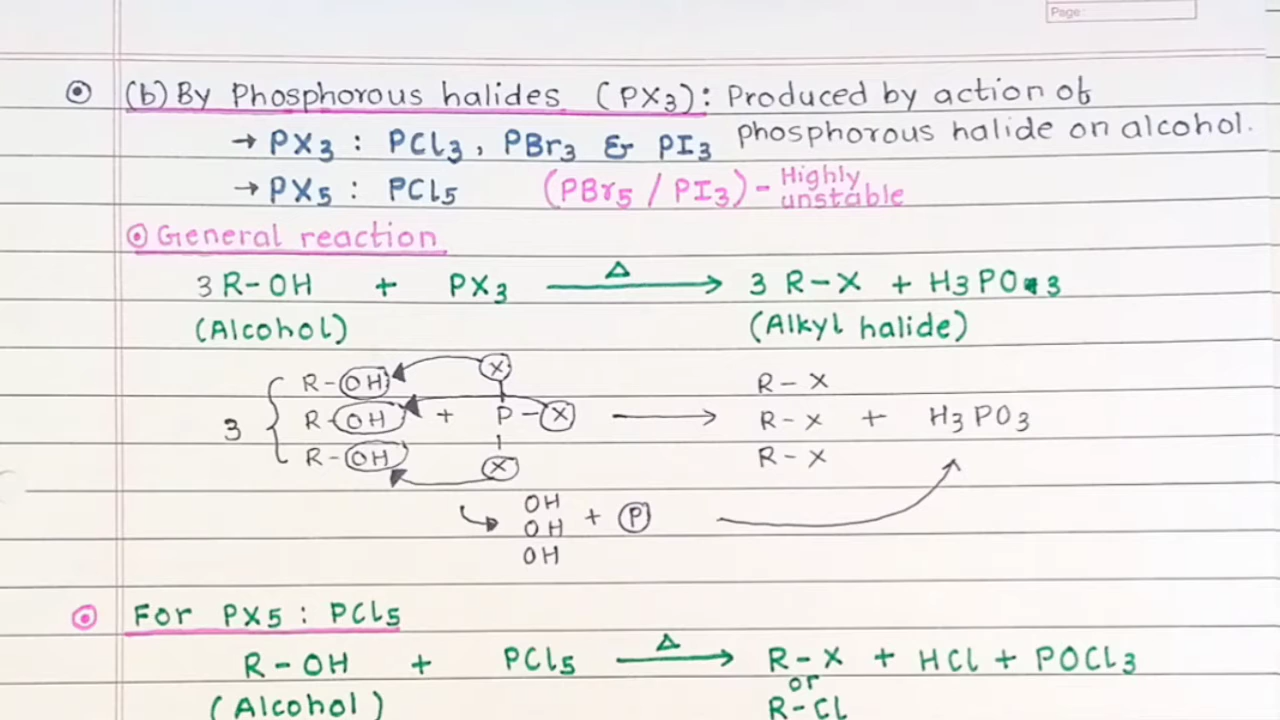 Page:
(b) By Phosphorous halides (PX3): Produced by action of
→ PX3 : PCl3, PBr3 & PI3 phosphorous halide on alcohol.
→ PX5 : PCl5 (PBr5 / PI3) - Highly unstable
General reaction
3 R-OH + PX3 Δ→ 3 R-X + H3PO3
(Alcohol) (Alkyl halide)
R-OH X R-X
3 { R-OH + P-X → R-X + H3PO3
R-OH X R-X
OH
OH + P
OH
For PX5 : PCl5
R-OH + PCl5 Δ→ R-X + HCl + POCl3
or
(Alcohol) R-Cl